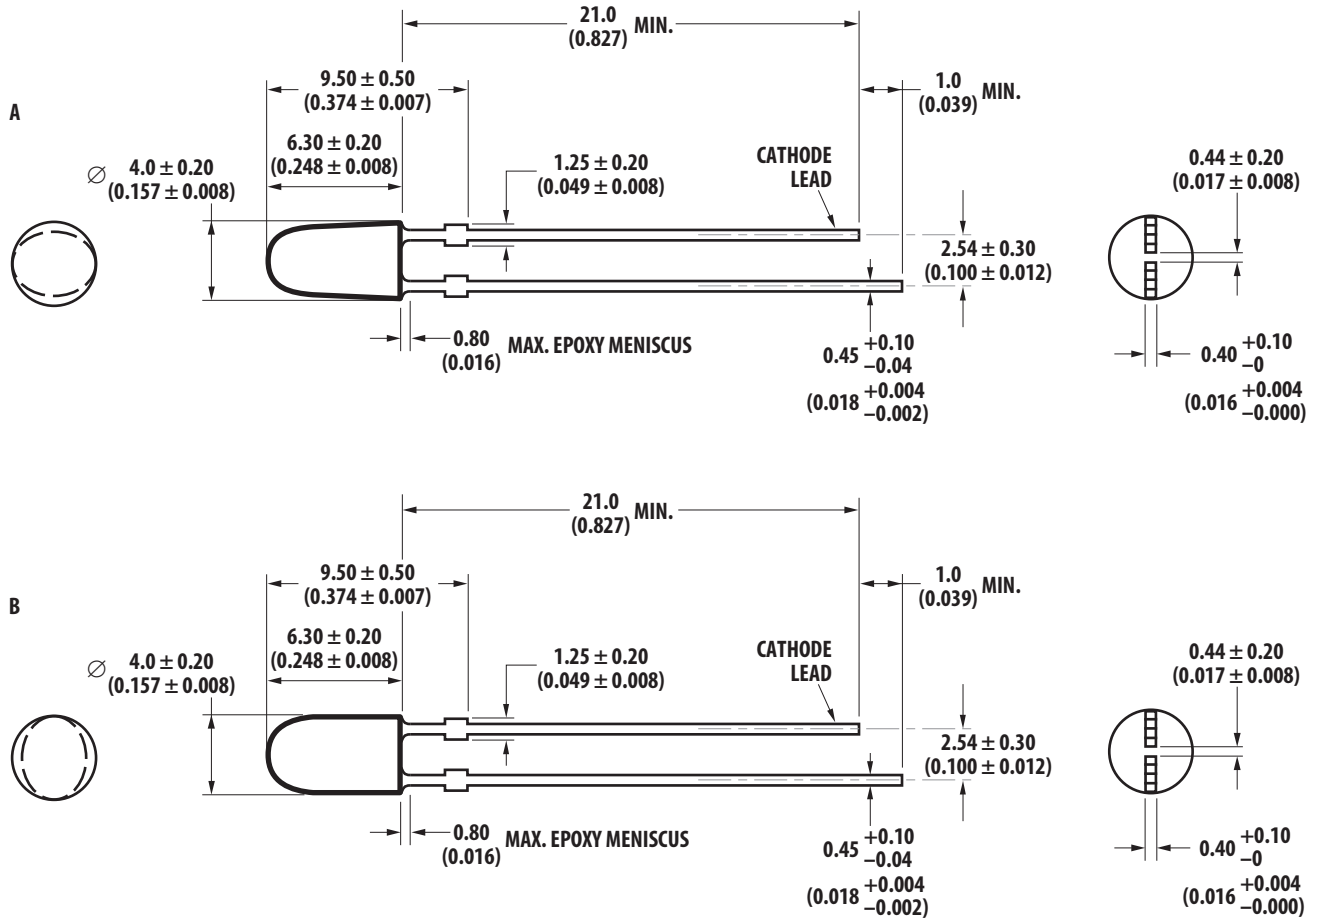 21.0 MIN.
(0.827)
9.50 ± 0.50
(0.374 ± 0.007)
1.0 MIN.
(0.039)
A
6.30 ± 0.20
(0.248 ± 0.008)
∅ 4.0 ± 0.20
(0.157 ± 0.008)
1.25 ± 0.20
(0.049 ± 0.008)
CATHODE
LEAD
0.44 ± 0.20
(0.017 ± 0.008)
2.54 ± 0.30
(0.100 ± 0.012)
0.80 MAX. EPOXY MENISCUS
(0.016)
0.45 +0.10
–0.04
(0.018 +0.004
–0.002)
0.40 +0.10
–0
(0.016 +0.004
–0.000)
21.0 MIN.
(0.827)
9.50 ± 0.50
(0.374 ± 0.007)
1.0 MIN.
(0.039)
B
6.30 ± 0.20
(0.248 ± 0.008)
∅ 4.0 ± 0.20
(0.157 ± 0.008)
1.25 ± 0.20
(0.049 ± 0.008)
CATHODE
LEAD
0.44 ± 0.20
(0.017 ± 0.008)
2.54 ± 0.30
(0.100 ± 0.012)
0.80 MAX. EPOXY MENISCUS
(0.016)
0.45 +0.10
–0.04
(0.018 +0.004
–0.002)
0.40 +0.10
–0
(0.016 +0.004
–0.000)